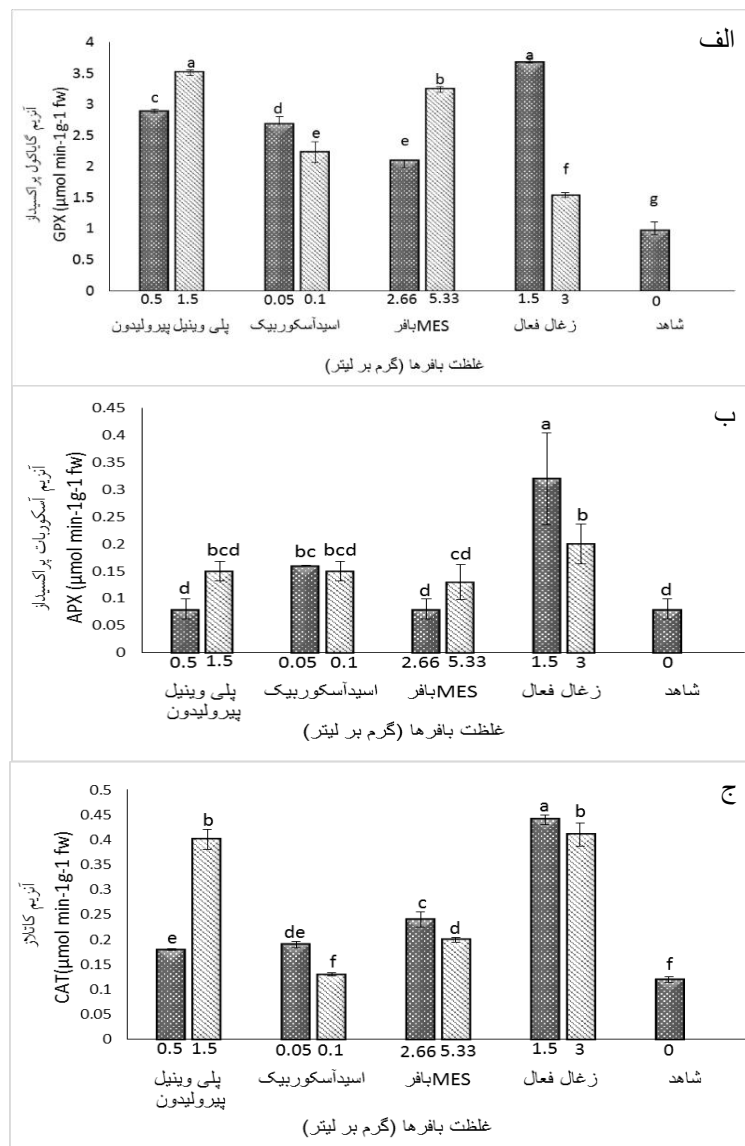 الف
آنزیم گایاکول پراکسیداز
GPX (µmol min-1g-1 fw)
4
3.5
3
2.5
2
1.5
1
0.5
0
c a d e e b a f g
0.5 1.5 0.05 0.1 2.66 5.33 1.5 3 0
پلی وینیل پیرولیدون اسیدآسکوربیک بافرMES زغال فعال شاهد
غلظت بافرها (گرم بر لیتر)
ب
آنزیم آسکوربات پراکسیداز
APX (µmol min-1g-1 fw)
0.45
0.4
0.35
0.3
0.25
0.2
0.15
0.1
0.05
0
d bcd bc bcd d cd a b d
0.5 1.5 0.05 0.1 2.66 5.33 1.5 3 0
پلی وینیل پیرولیدون اسیدآسکوربیک بافرMES زغال فعال شاهد
غلظت بافرها (گرم بر لیتر)
ج
آنزیم کاتلاز
CAT(µmol min-1g-1 fw)
0.5
0.45
0.4
0.35
0.3
0.25
0.2
0.15
0.1
0.05
0
e b de f c d a b f
0.5 1.5 0.05 0.1 2.66 5.33 1.5 3 0
پلی وینیل پیرولیدون اسیدآسکوربیک بافرMES زغال فعال شاهد
غلظت بافرها (گرم بر لیتر)